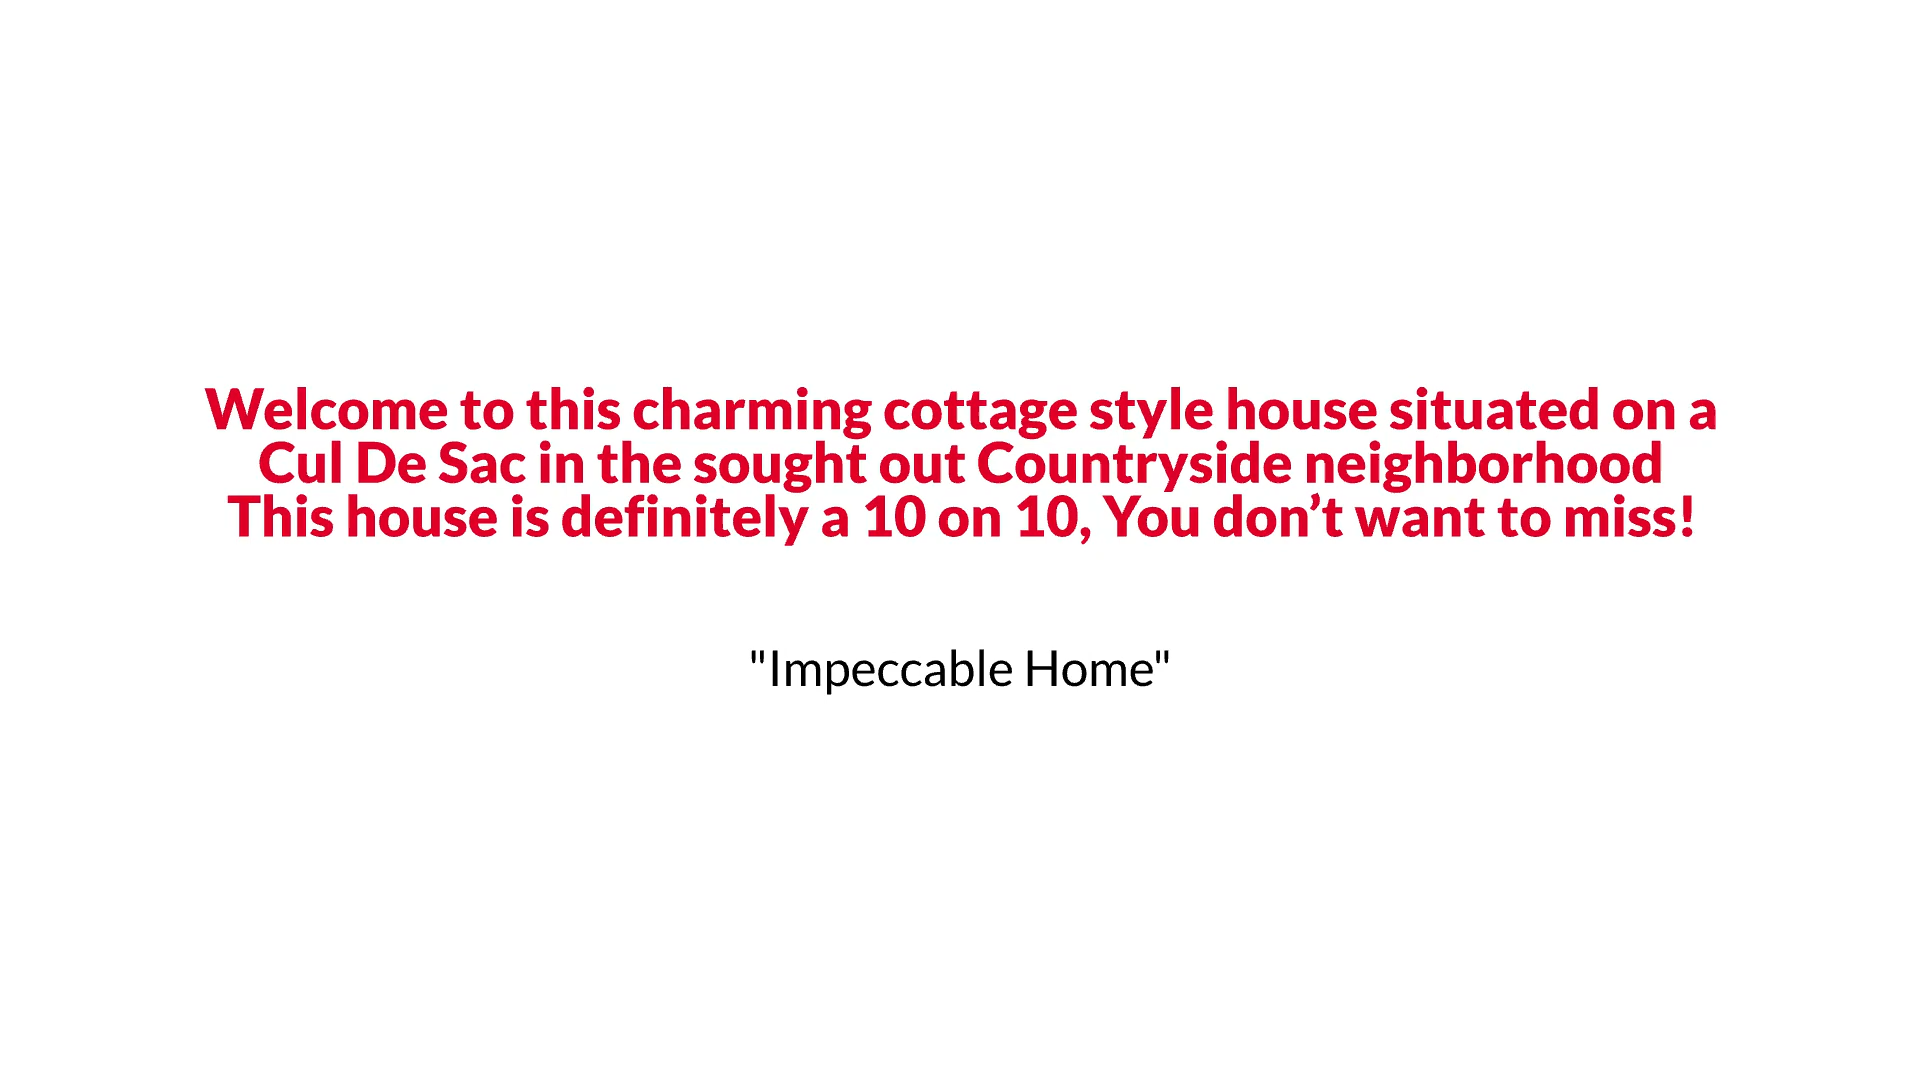 Welcome to this charming cottage style house situated on a
Cul De Sac in the sought out Countryside neighborhood
This house is definitely a 10 on 10, You don’t want to miss!
"Impeccable Home"